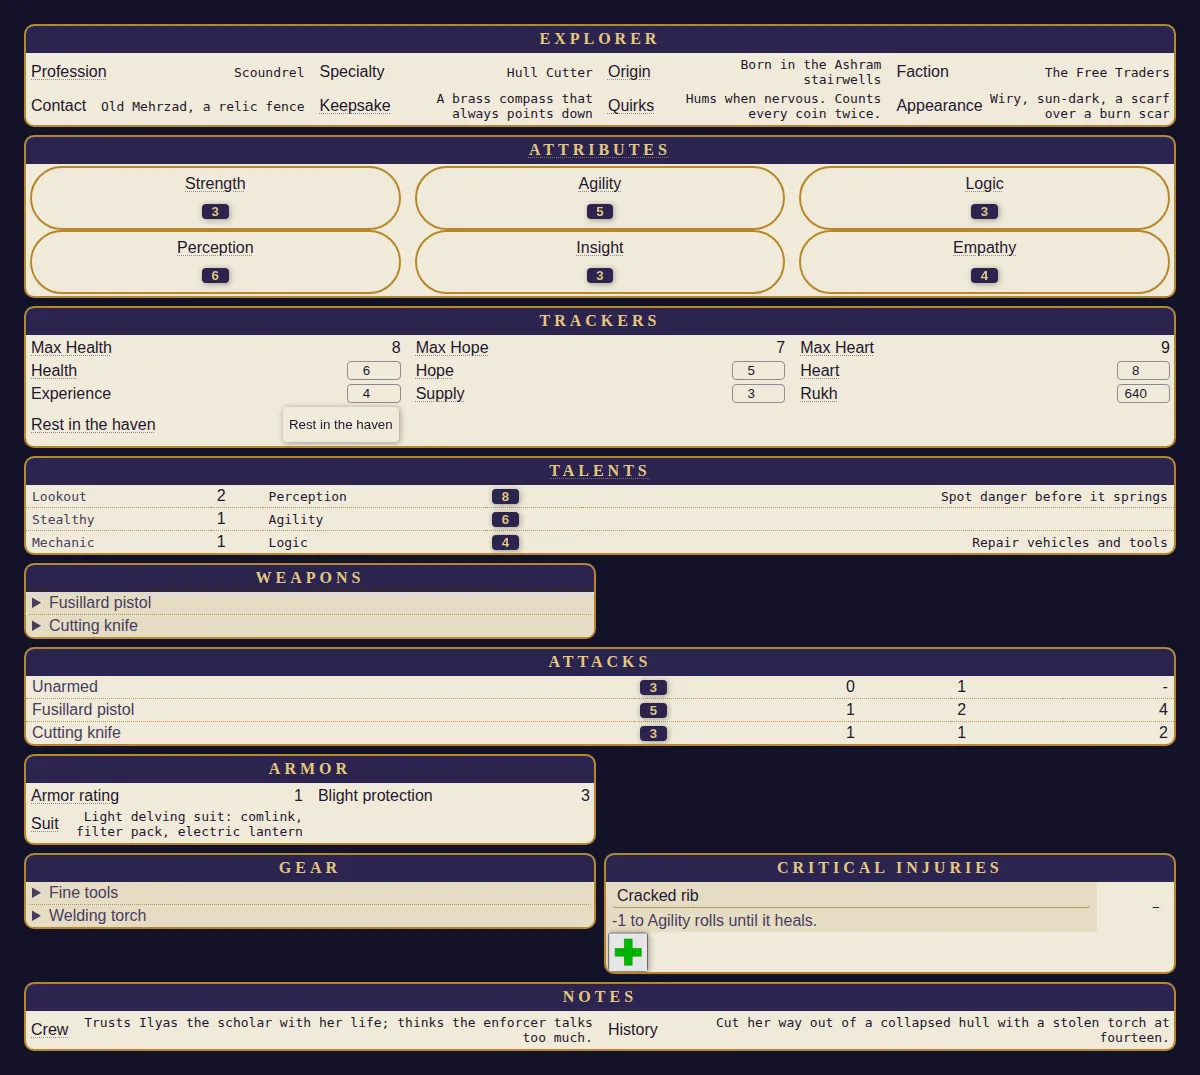 EXPLORER
Profession Scoundrel Specialty Hull Cutter Origin Born in the Ashram stairwells Faction The Free Traders
Contact Old Mehrzad, a relic fence Keepsake A brass compass that always points down Quirks Hums when nervous. Counts every coin twice. Appearance Wiry, sun-dark, a scarf over a burn scar
ATTRIBUTES
Strength Agility Logic
3 5 3
Perception Insight Empathy
6 3 4
TRACKERS
Max Health 8 Max Hope 7 Max Heart 9
Health 6 Hope 5 Heart 8
Experience 4 Supply 3 Rukh 640
Rest in the haven Rest in the haven
TALENTS
Lookout 2 Perception 8 Spot danger before it springs
Stealthy 1 Agility 6
Mechanic 1 Logic 4 Repair vehicles and tools
WEAPONS
Fusillard pistol
Cutting knife
ATTACKS
Unarmed 3 0 1 -
Fusillard pistol 5 1 2 4
Cutting knife 3 1 1 2
ARMOR
Armor rating 1 Blight protection 3
Suit Light delving suit: comlink, filter pack, electric lantern
GEAR
Fine tools
Welding torch
CRITICAL INJURIES
Cracked rib –
-1 to Agility rolls until it heals.
NOTES
Crew Trusts Ilyas the scholar with her life; thinks the enforcer talks too much. History Cut her way out of a collapsed hull with a stolen torch at fourteen.